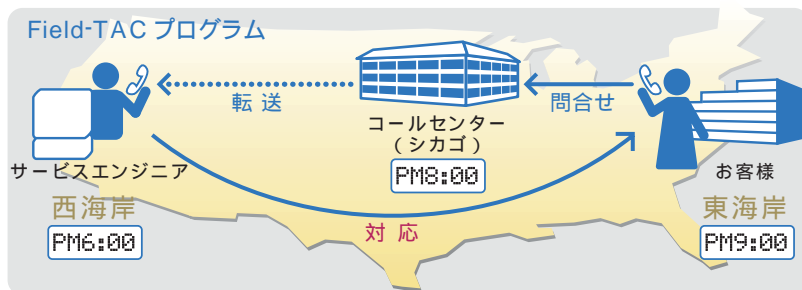 Field-TAC プログラム
転 送
問合せ
コールセンター
(シカゴ)
PM8:00
サービスエンジニア
西海岸
PM6:00
お客様
東海岸
PM9:00
対 応